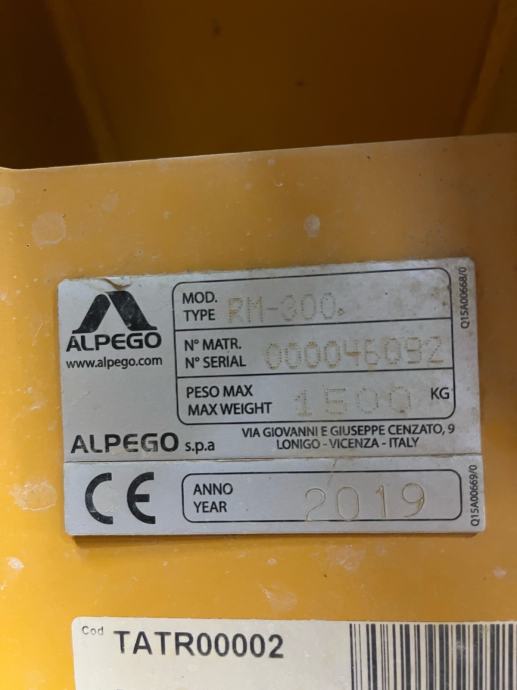 ALPEGO
www.alpego.com
MOD.
TYPE RM-300.
N° MATR.
N° SERIAL 000046092
PESO MAX
MAX WEIGHT 1500 KG
ALPEGO s.p.a
VIA GIOVANNI E GIUSEPPE CENZATO, 9
LONIGO - VICENZA - ITALY
Q15A00668/0
CE
ANNO
YEAR 2019
Q15A00669/0
Cod TATR00002